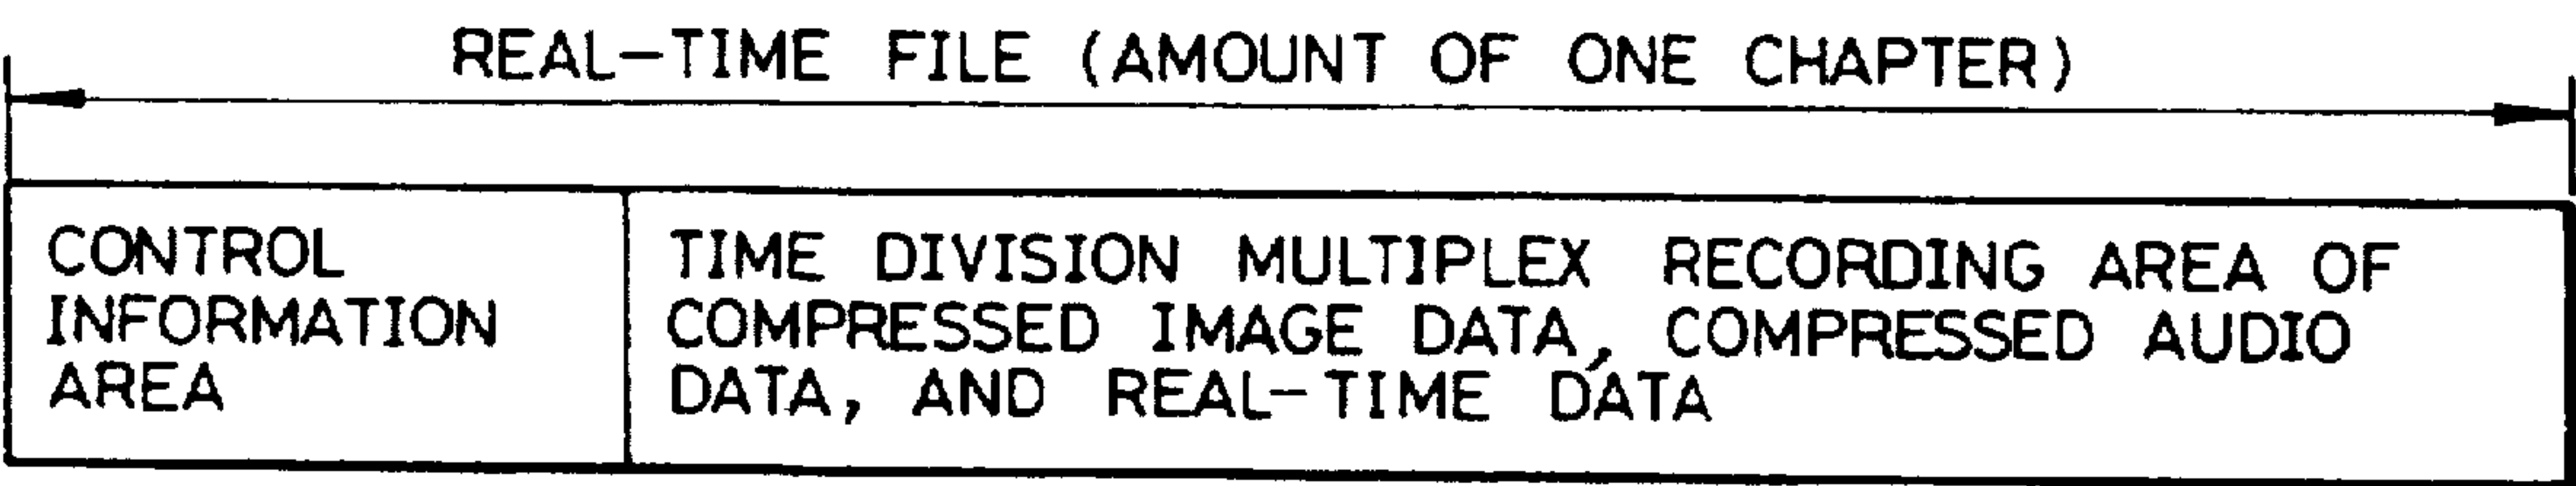 REAL-TIME FILE (AMOUNT OF ONE CHAPTER)
CONTROL
INFORMATION
AREA
TIME DIVISION MULTIPLEX RECORDING AREA OF
COMPRESSED IMAGE DATA, COMPRESSED AUDIO
DATA, AND REAL-TIME DATA